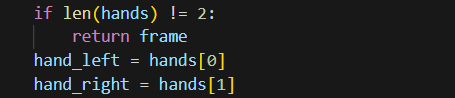 if len(hands) != 2:
    return frame
hand_left = hands[0]
hand_right = hands[1]